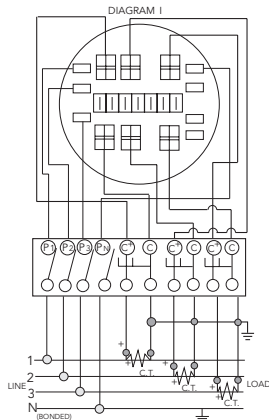 DIAGRAM I
P1 P2 P3 PN C+ C C+ C C+ C
+
1
C.T.
+
LINE 2 LOAD
C.T.
+
3
N C.T.
(BONDED)